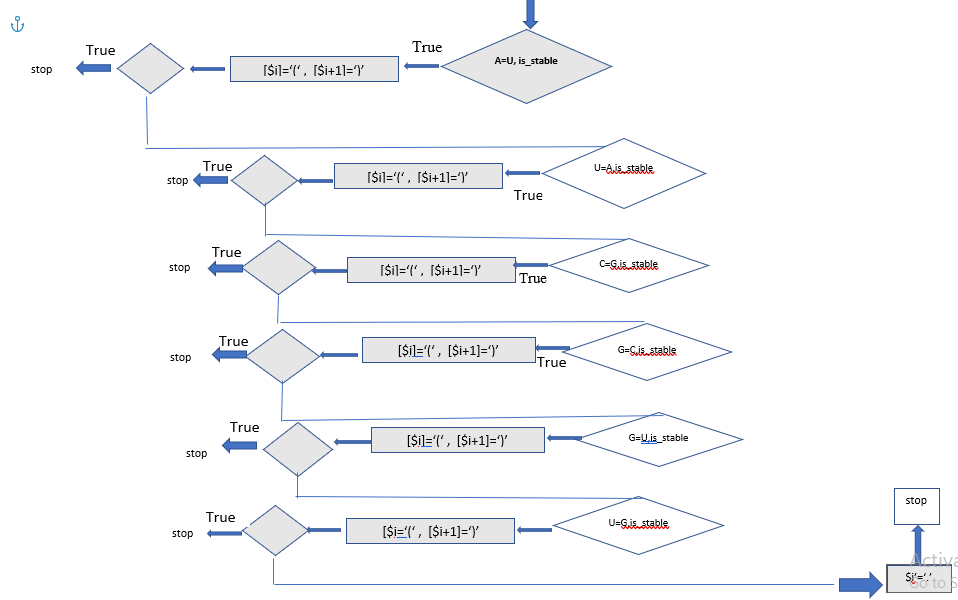 True
True
stop
[$i]=‘(‘ , [$i+1]=‘)’
A=U, is_stable
True
stop
[$i]=‘(‘ , [$i+1]=‘)’
U=A,is_stable
True
True
stop
[$i]=‘(‘ , [$i+1]=‘)’
C=G,is_stable
True
True
stop
[$i]=‘(‘ , [$i+1]=‘)’
G=C,is_stable
True
True
stop
[$i]=‘(‘ , [$i+1]=‘)’
G=U,is_stable
True
stop
[$i=‘(‘ , [$i+1]=‘)’
U=G,is_stable
stop